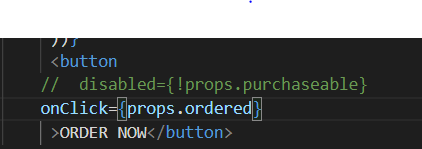 ))}
<button
//  disabled={!props.purchaseable}
onClick={props.ordered}
>ORDER NOW</button>